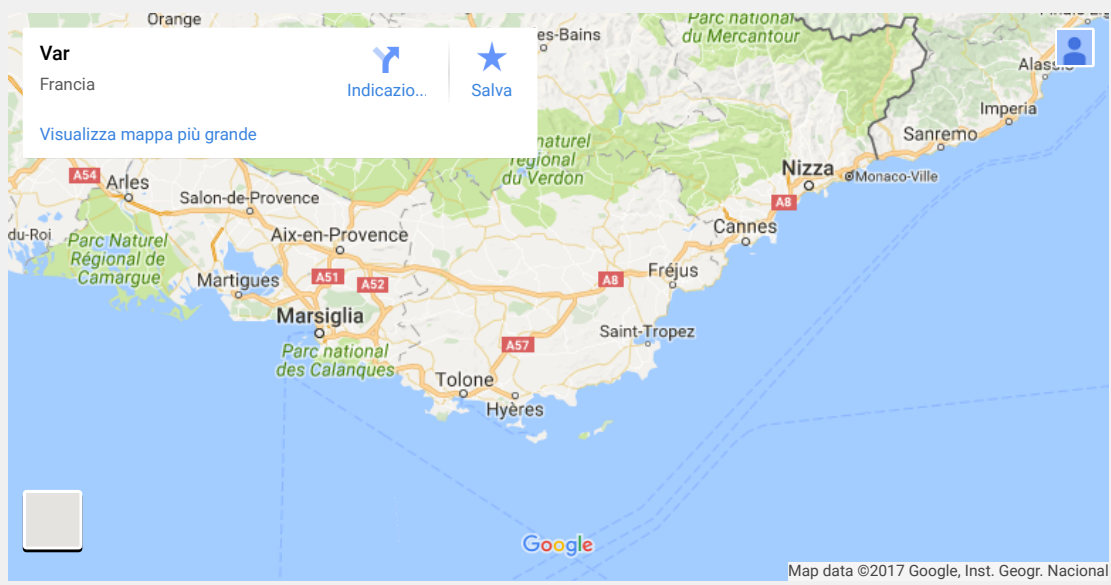 Orange
Parc national
du Mercantour
es-Bains
Var
Francia
Indicazio...
Salva
Visualizza mappa più grande
Alass
Imperia
Sanremo
naturel
régional
du Verdon
Nizza
Monaco-Ville
A54
Arles
Salon-de-Provence
A8
Cannes
du-Roi
Parc Naturel
Régional de
Camargue
Aix-en-Provence
Martigues
A51
A52
A8
Fréjus
Marsiglia
Saint-Tropez
A57
Parc national
des Calanques
Tolone
Hyères
Google
Map data ©2017 Google, Inst. Geogr. Nacional